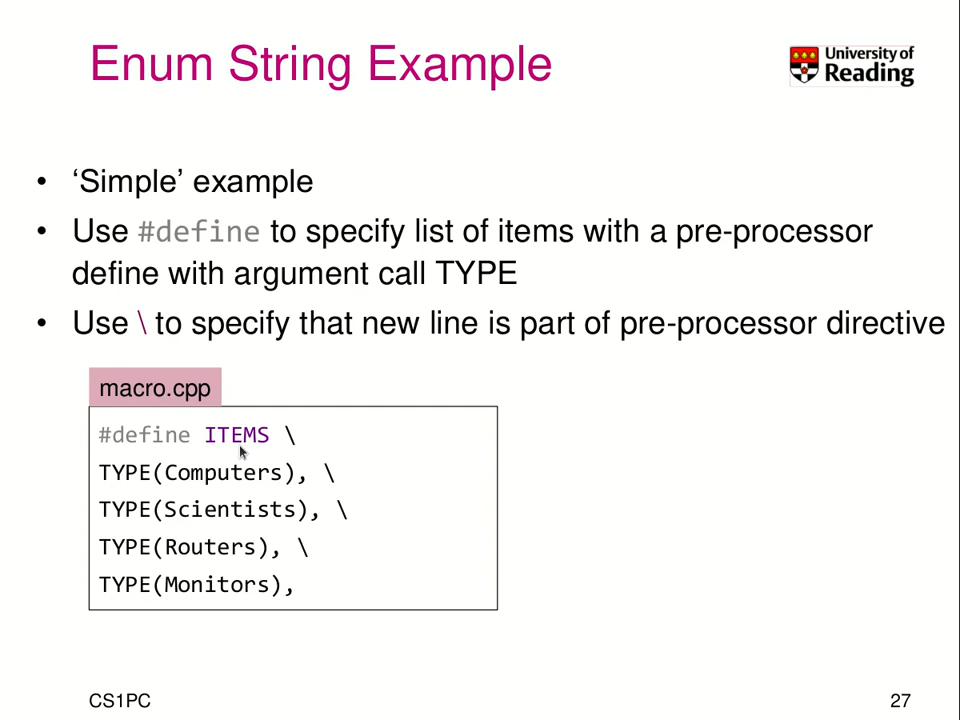 Enum String Example
University of
Reading
• ‘Simple’ example
• Use #define to specify list of items with a pre-processor
define with argument call TYPE
• Use \ to specify that new line is part of pre-processor directive
macro.cpp
#define ITEMS \
TYPE(Computers), \
TYPE(Scientists), \
TYPE(Routers), \
TYPE(Monitors),
CS1PC
27